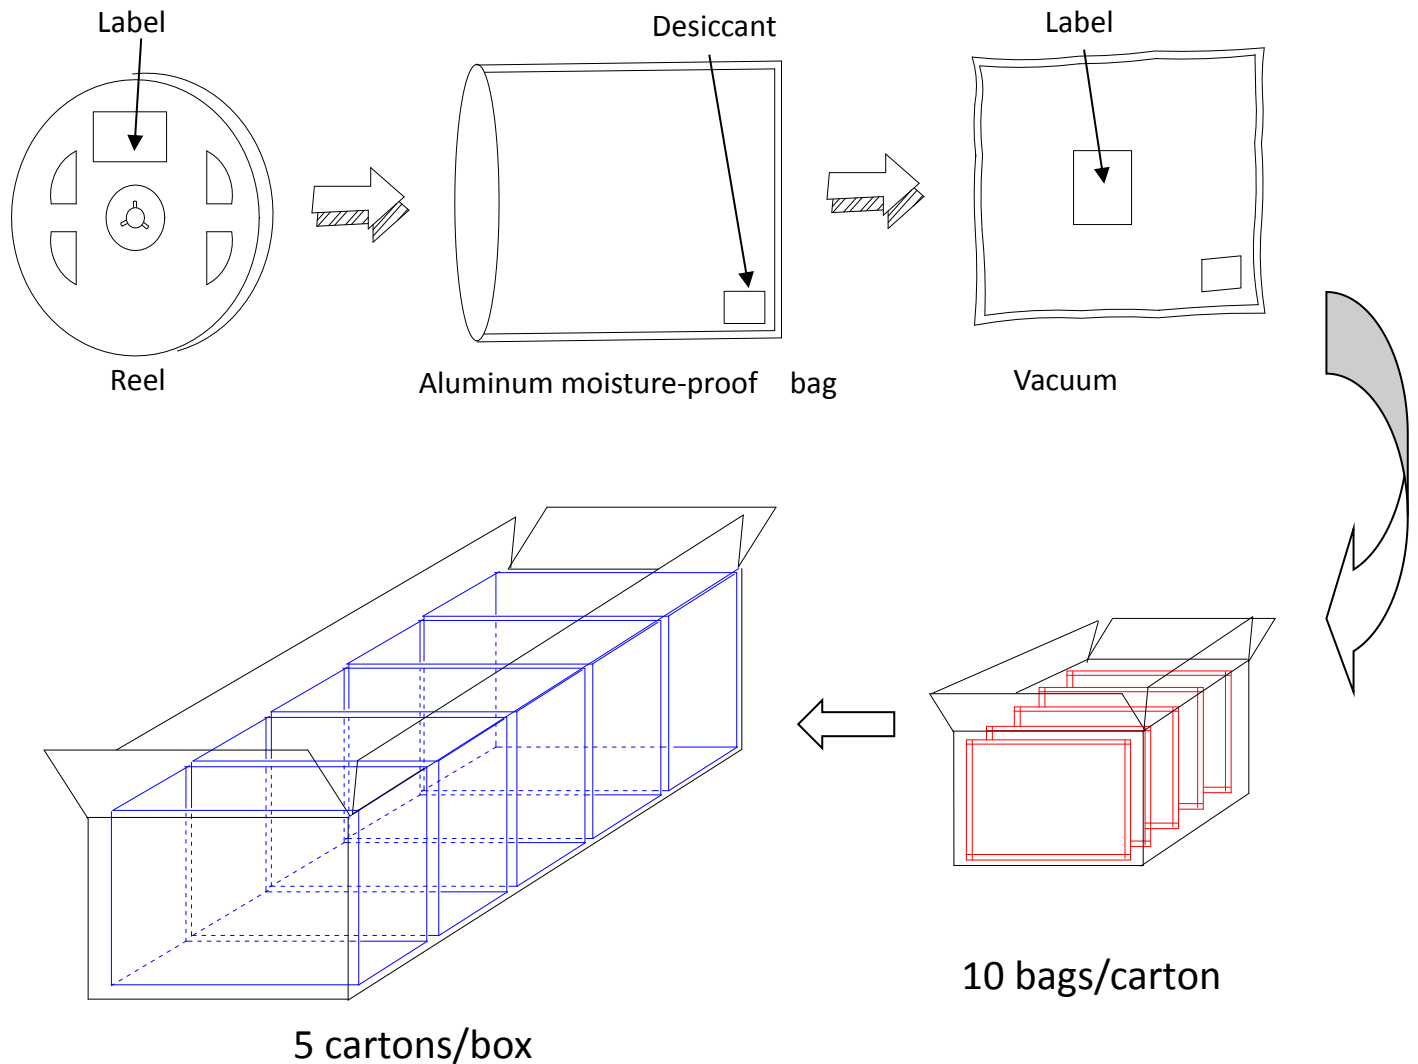 Label
Desiccant
Label
Reel
Aluminum moisture-proof bag
Vacuum
10 bags/carton
5 cartons/box